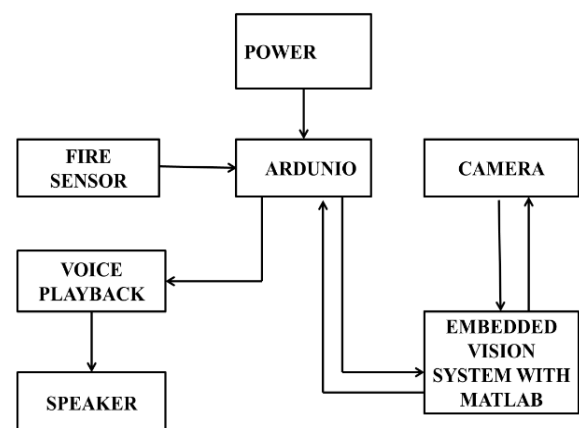 POWER
FIRE
SENSOR
ARDUNIO
CAMERA
VOICE
PLAYBACK
EMBEDDED
VISION
SYSTEM WITH
MATLAB
SPEAKER